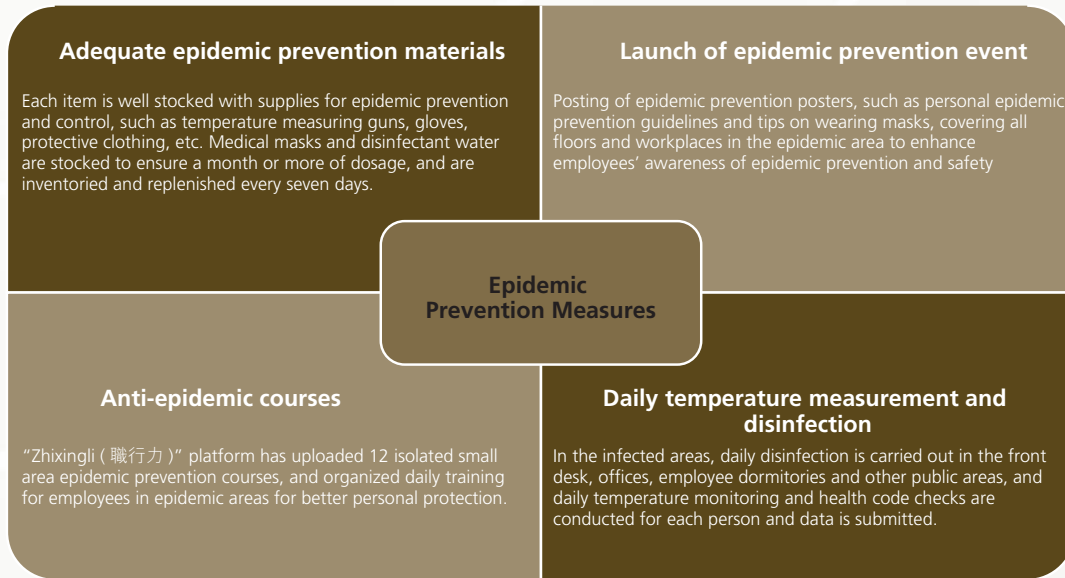 Adequate epidemic prevention materials
Each item is well stocked with supplies for epidemic prevention
and control, such as temperature measuring guns, gloves,
protective clothing, etc. Medical masks and disinfectant water
are stocked to ensure a month or more of dosage, and are
inventoried and replenished every seven days.
Launch of epidemic prevention event
Posting of epidemic prevention posters, such as personal epidemic
prevention guidelines and tips on wearing masks, covering all
floors and workplaces in the epidemic area to enhance
employees’ awareness of epidemic prevention and safety
Epidemic
Prevention Measures
Anti-epidemic courses
“Zhixingli ( 職行力 )” platform has uploaded 12 isolated small
area epidemic prevention courses, and organized daily training
for employees in epidemic areas for better personal protection.
Daily temperature measurement and
disinfection
In the infected areas, daily disinfection is carried out in the front
desk, offices, employee dormitories and other public areas, and
daily temperature monitoring and health code checks are
conducted for each person and data is submitted.